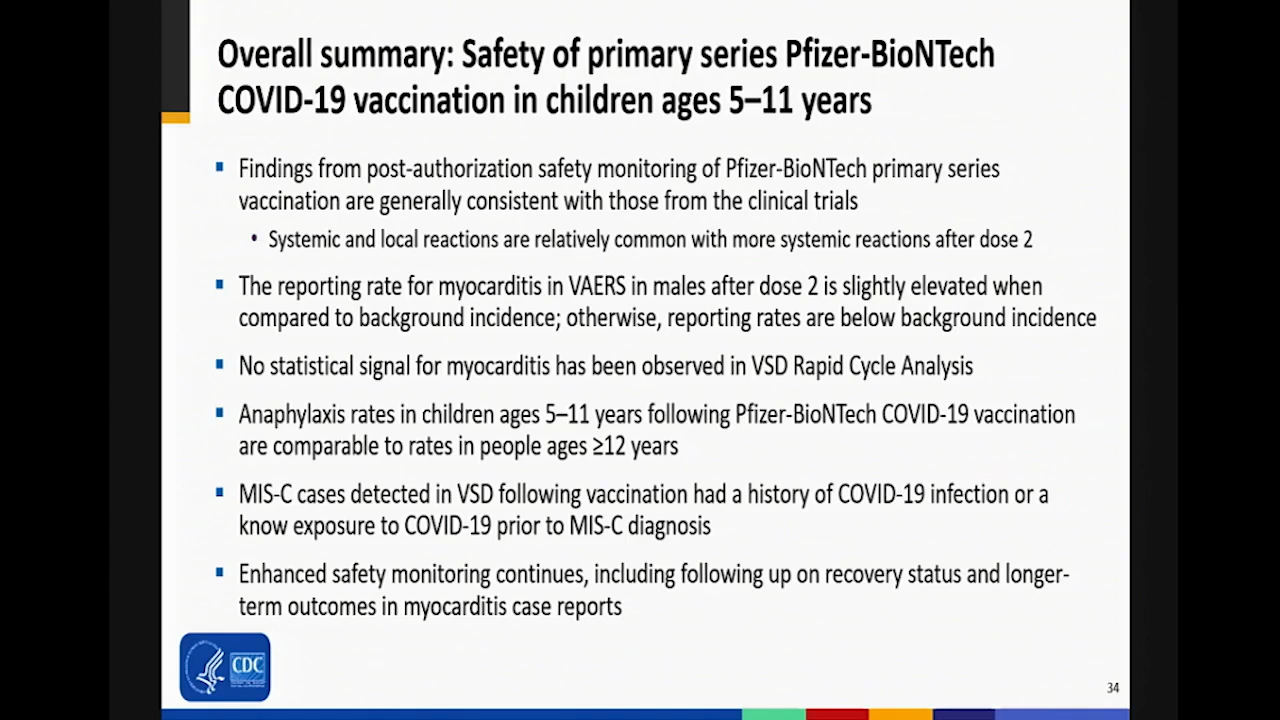 Overall summary: Safety of primary series Pfizer-BioNTech
COVID-19 vaccination in children ages 5–11 years
▪ Findings from post-authorization safety monitoring of Pfizer-BioNTech primary series
vaccination are generally consistent with those from the clinical trials
• Systemic and local reactions are relatively common with more systemic reactions after dose 2
▪ The reporting rate for myocarditis in VAERS in males after dose 2 is slightly elevated when
compared to background incidence; otherwise, reporting rates are below background incidence
▪ No statistical signal for myocarditis has been observed in VSD Rapid Cycle Analysis
▪ Anaphylaxis rates in children ages 5–11 years following Pfizer-BioNTech COVID-19 vaccination
are comparable to rates in people ages ≥12 years
▪ MIS-C cases detected in VSD following vaccination had a history of COVID-19 infection or a
know exposure to COVID-19 prior to MIS-C diagnosis
▪ Enhanced safety monitoring continues, including following up on recovery status and longer-
term outcomes in myocarditis case reports
CDC
34